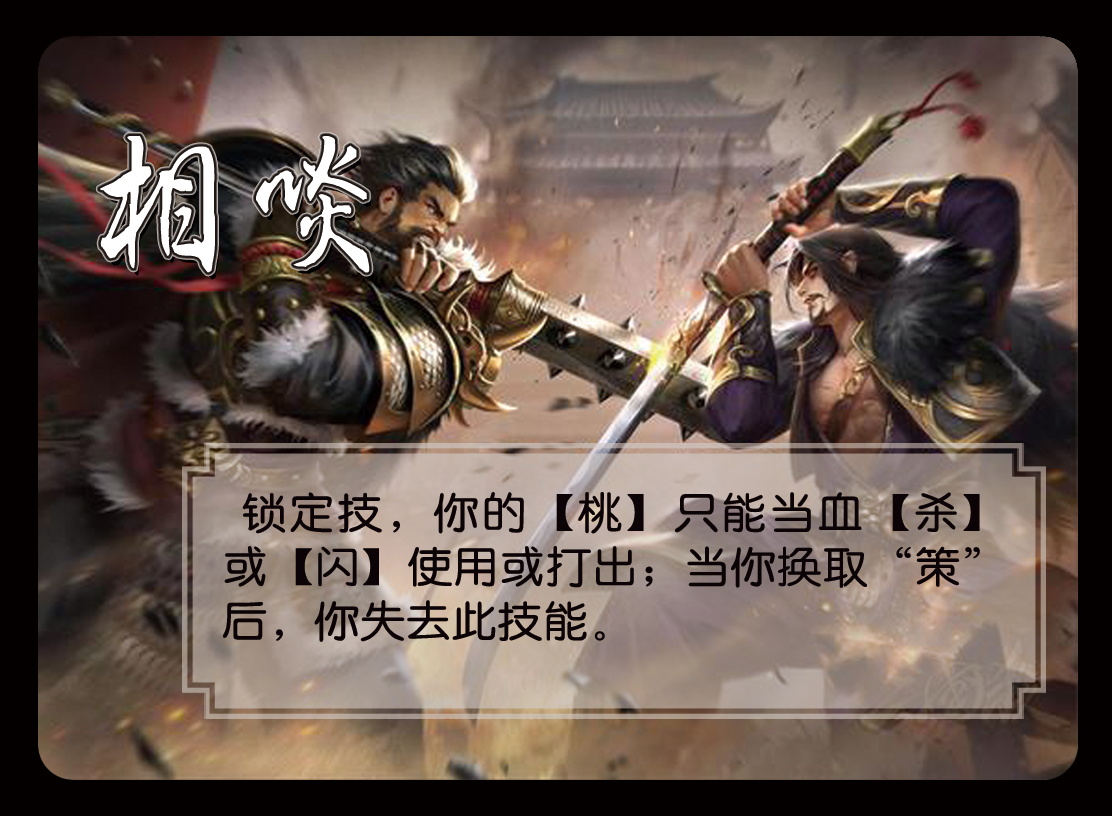 相啖
锁定技，你的【桃】只能当血【杀】
或【闪】使用或打出；当你换取“策”
后，你失去此技能。